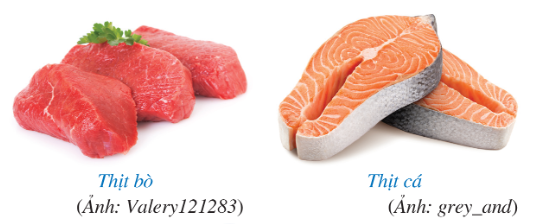 Thịt bò
(Ảnh: Valery121283)
Thịt cá
(Ảnh: grey_and)